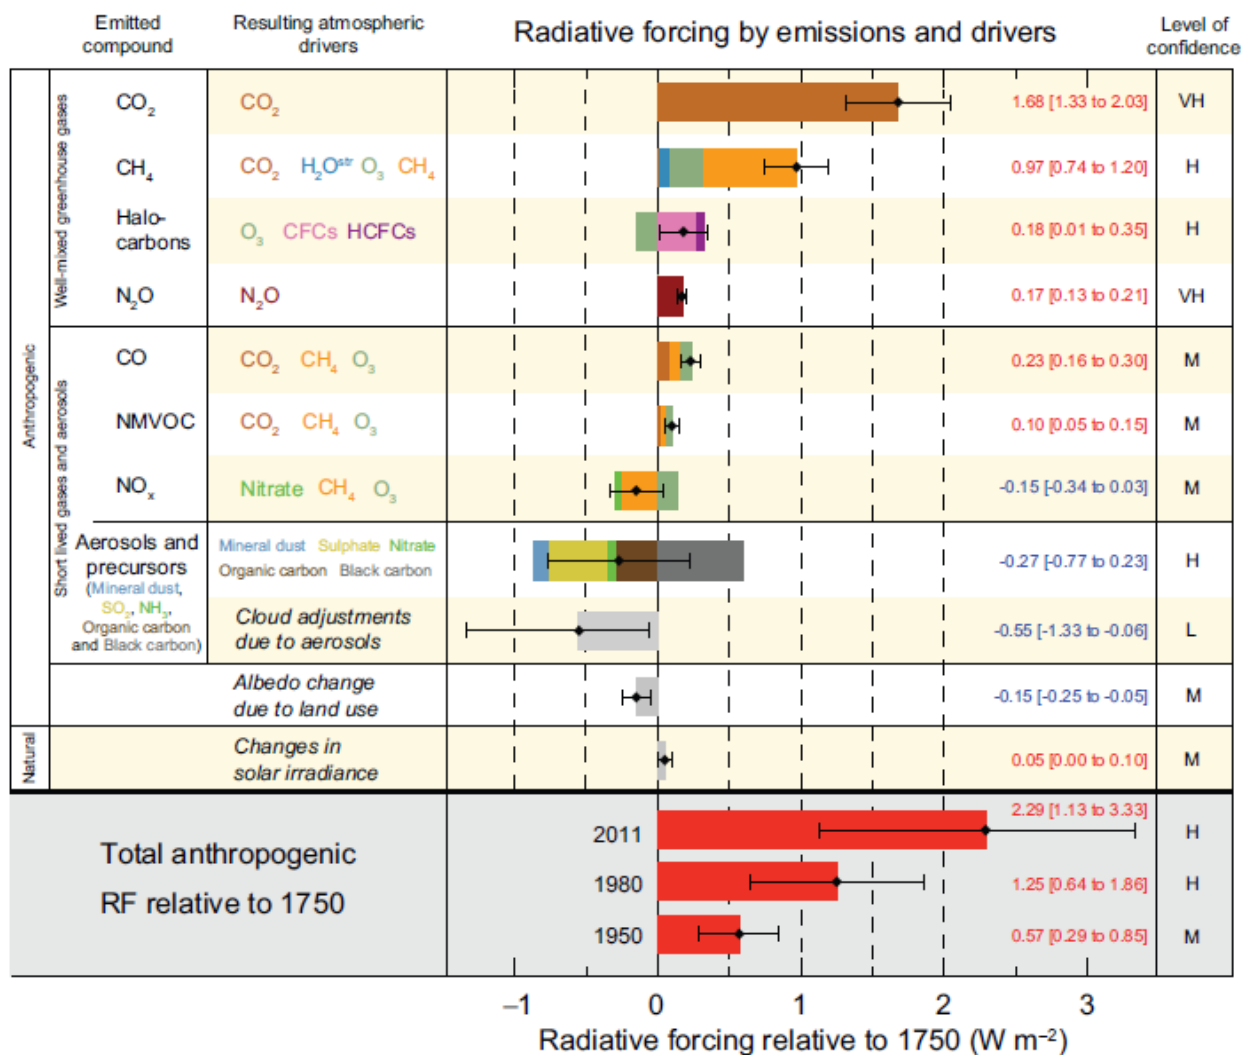 Emitted compound
Resulting atmospheric drivers
Radiative forcing by emissions and drivers
Level of confidence
Anthropogenic
Well-mixed greenhouse gases
CO₂
CO₂
1.68 [1.33 to 2.03]
VH
CH₄
CO₂ H₂Oˢᵗʳ O₃ CH₄
0.97 [0.74 to 1.20]
H
Halo-
carbons
O₃ CFCs HCFCs
0.18 [0.01 to 0.35]
H
N₂O
N₂O
0.17 [0.13 to 0.21]
VH
Short lived gases and aerosols
CO
CO₂ CH₄ O₃
0.23 [0.16 to 0.30]
M
NMVOC
CO₂ CH₄ O₃
0.10 [0.05 to 0.15]
M
NOₓ
Nitrate CH₄ O₃
-0.15 [-0.34 to 0.03]
M
Aerosols and
precursors
(Mineral dust,
SO₂, NH₃,
Organic carbon
and Black carbon)
Mineral dust Sulphate Nitrate
Organic carbon Black carbon
-0.27 [-0.77 to 0.23]
H
Cloud adjustments
due to aerosols
-0.55 [-1.33 to -0.06]
L
Albedo change
due to land use
-0.15 [-0.25 to -0.05]
M
Natural
Changes in
solar irradiance
0.05 [0.00 to 0.10]
M
Total anthropogenic
RF relative to 1750
2011
2.29 [1.13 to 3.33]
H
1980
1.25 [0.64 to 1.86]
H
1950
0.57 [0.29 to 0.85]
M
–1 0 1 2 3
Radiative forcing relative to 1750 (W m⁻²)